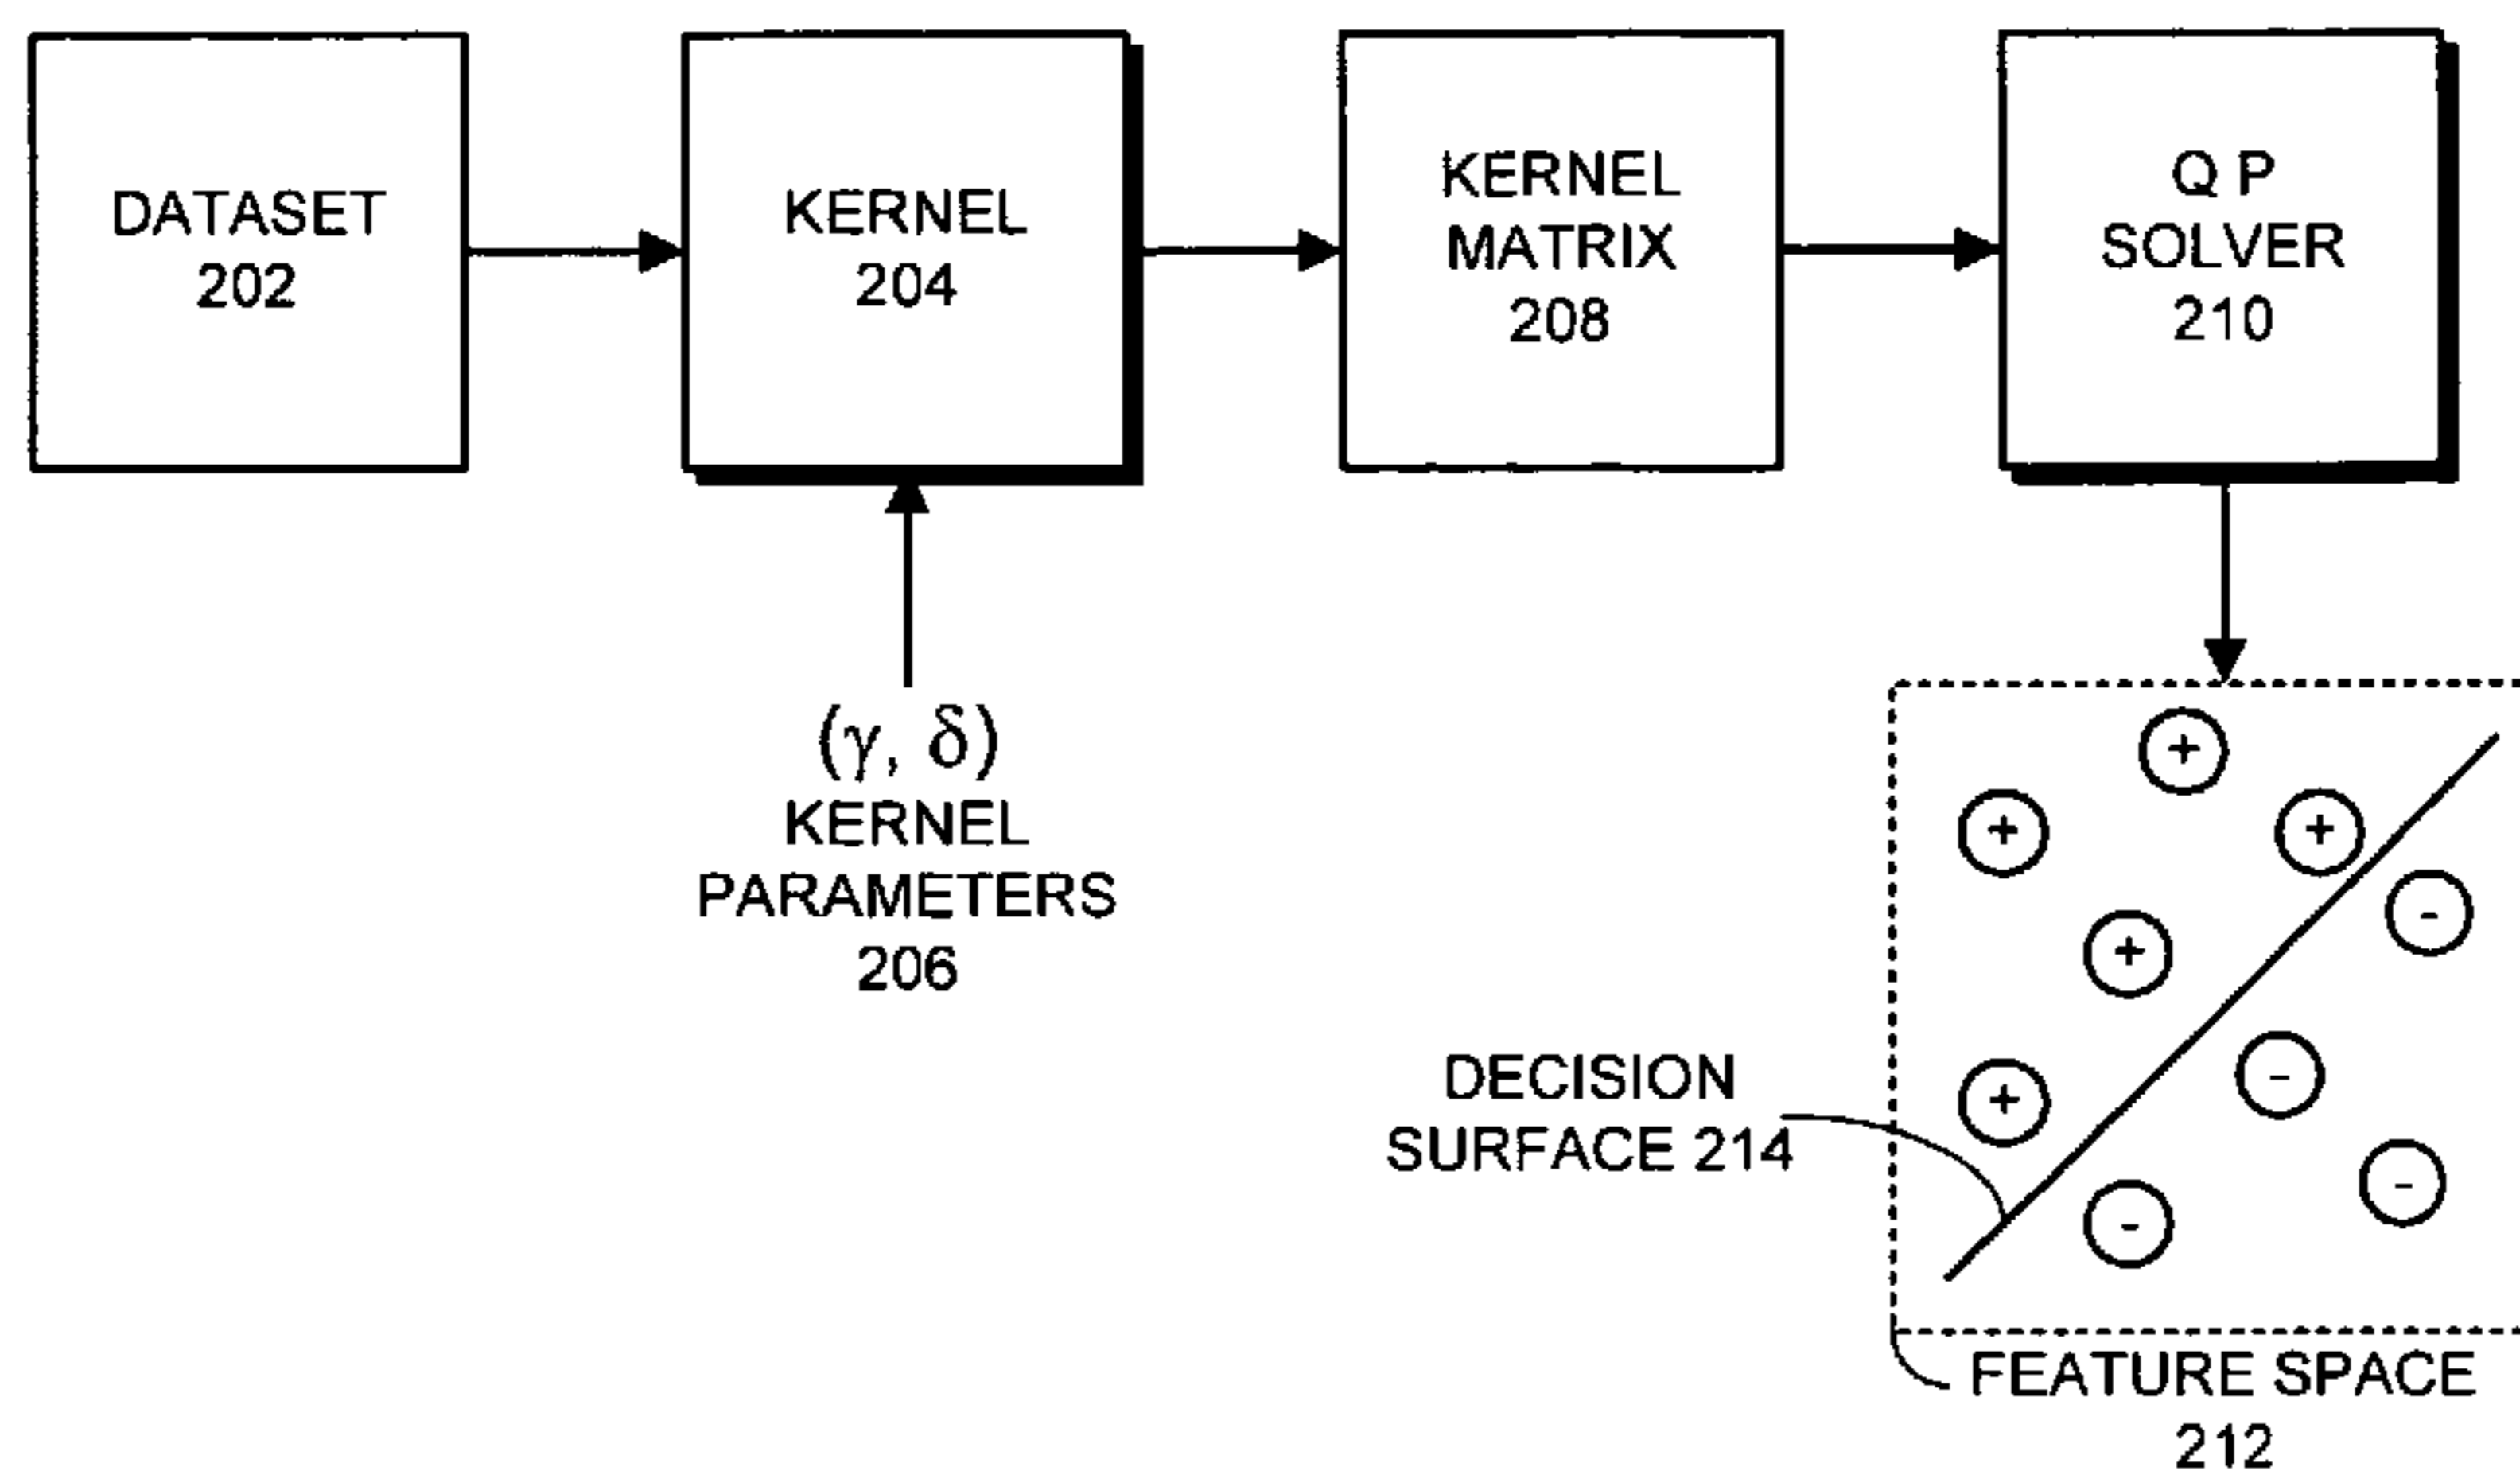 DATASET
202
KERNEL
204
KERNEL
MATRIX
208
Q P
SOLVER
210
(γ, δ)
KERNEL
PARAMETERS
206
+
+
+
-
+
DECISION
SURFACE 214
+
-
-
-
FEATURE SPACE
212